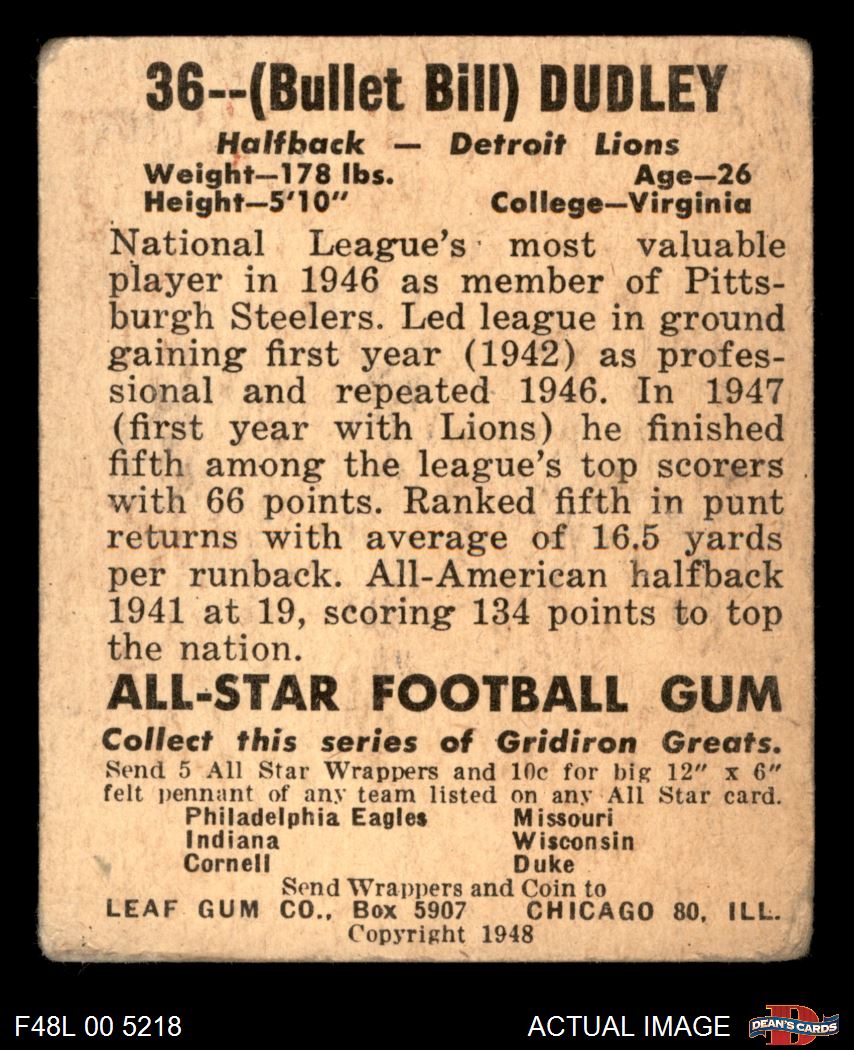 36--(Bullet Bill) DUDLEY
Halfback — Detroit Lions
Weight—178 lbs. Age—26
Height—5'10" College—Virginia
National League's most valuable
player in 1946 as member of Pitts-
burgh Steelers. Led league in ground
gaining first year (1942) as profes-
sional and repeated 1946. In 1947
(first year with Lions) he finished
fifth among the league's top scorers
with 66 points. Ranked fifth in punt
returns with average of 16.5 yards
per runback. All-American halfback
1941 at 19, scoring 134 points to top
the nation.
ALL-STAR FOOTBALL GUM
Collect this series of Gridiron Greats.
Send 5 All Star Wrappers and 10c for big 12" x 6"
felt pennant of any team listed on any All Star card.
Philadelphia Eagles Missouri
Indiana Wisconsin
Cornell Duke
Send Wrappers and Coin to
LEAF GUM CO., Box 5907 CHICAGO 80, ILL.
Copyright 1948
F48L 00 5218 ACTUAL IMAGE D DEAN'S CARDS